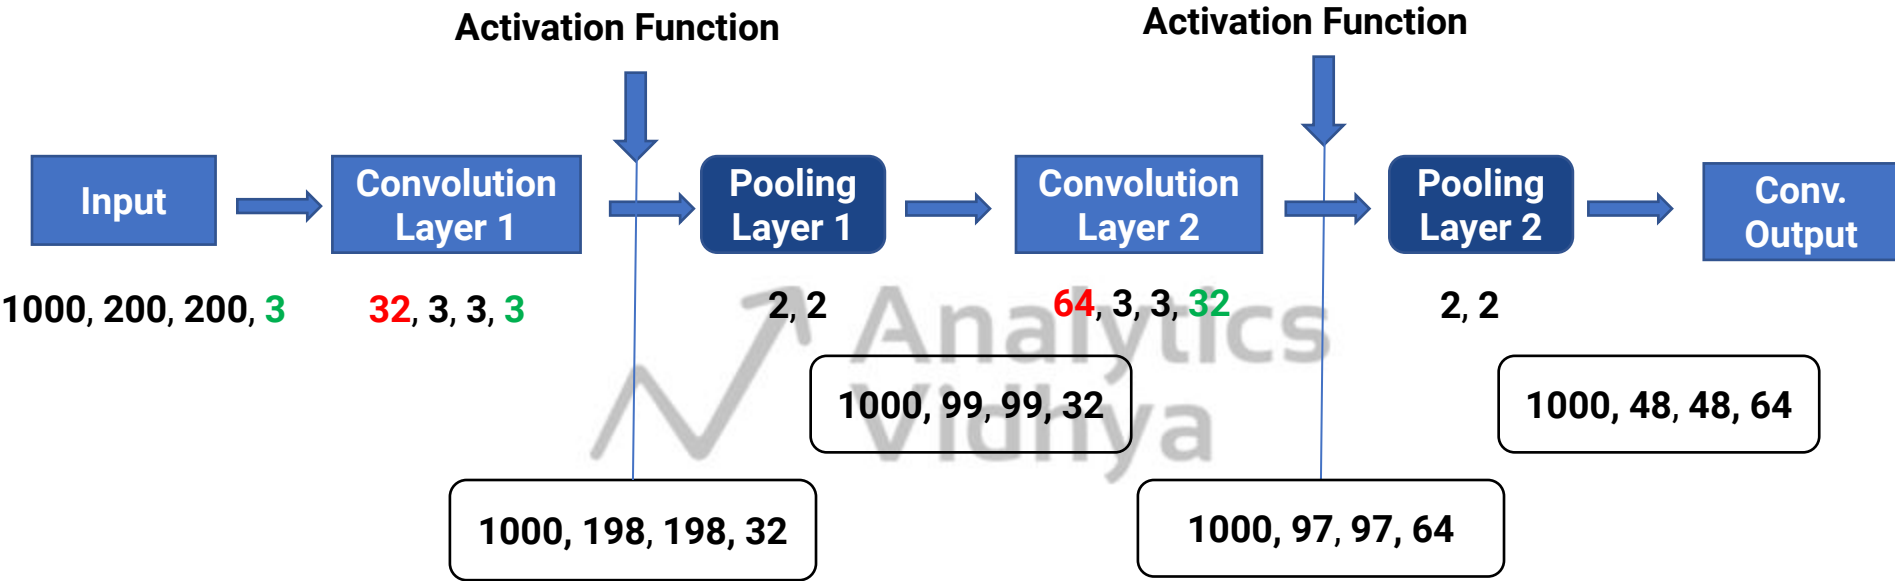 Activation Function
Activation Function
Input
Convolution
Layer 1
Pooling
Layer 1
Convolution
Layer 2
Pooling
Layer 2
Conv.
Output
1000, 200, 200, 3
32, 3, 3, 3
2, 2
64, 3, 3, 32
2, 2
Analytics
Vidhya
1000, 99, 99, 32
1000, 48, 48, 64
1000, 198, 198, 32
1000, 97, 97, 64